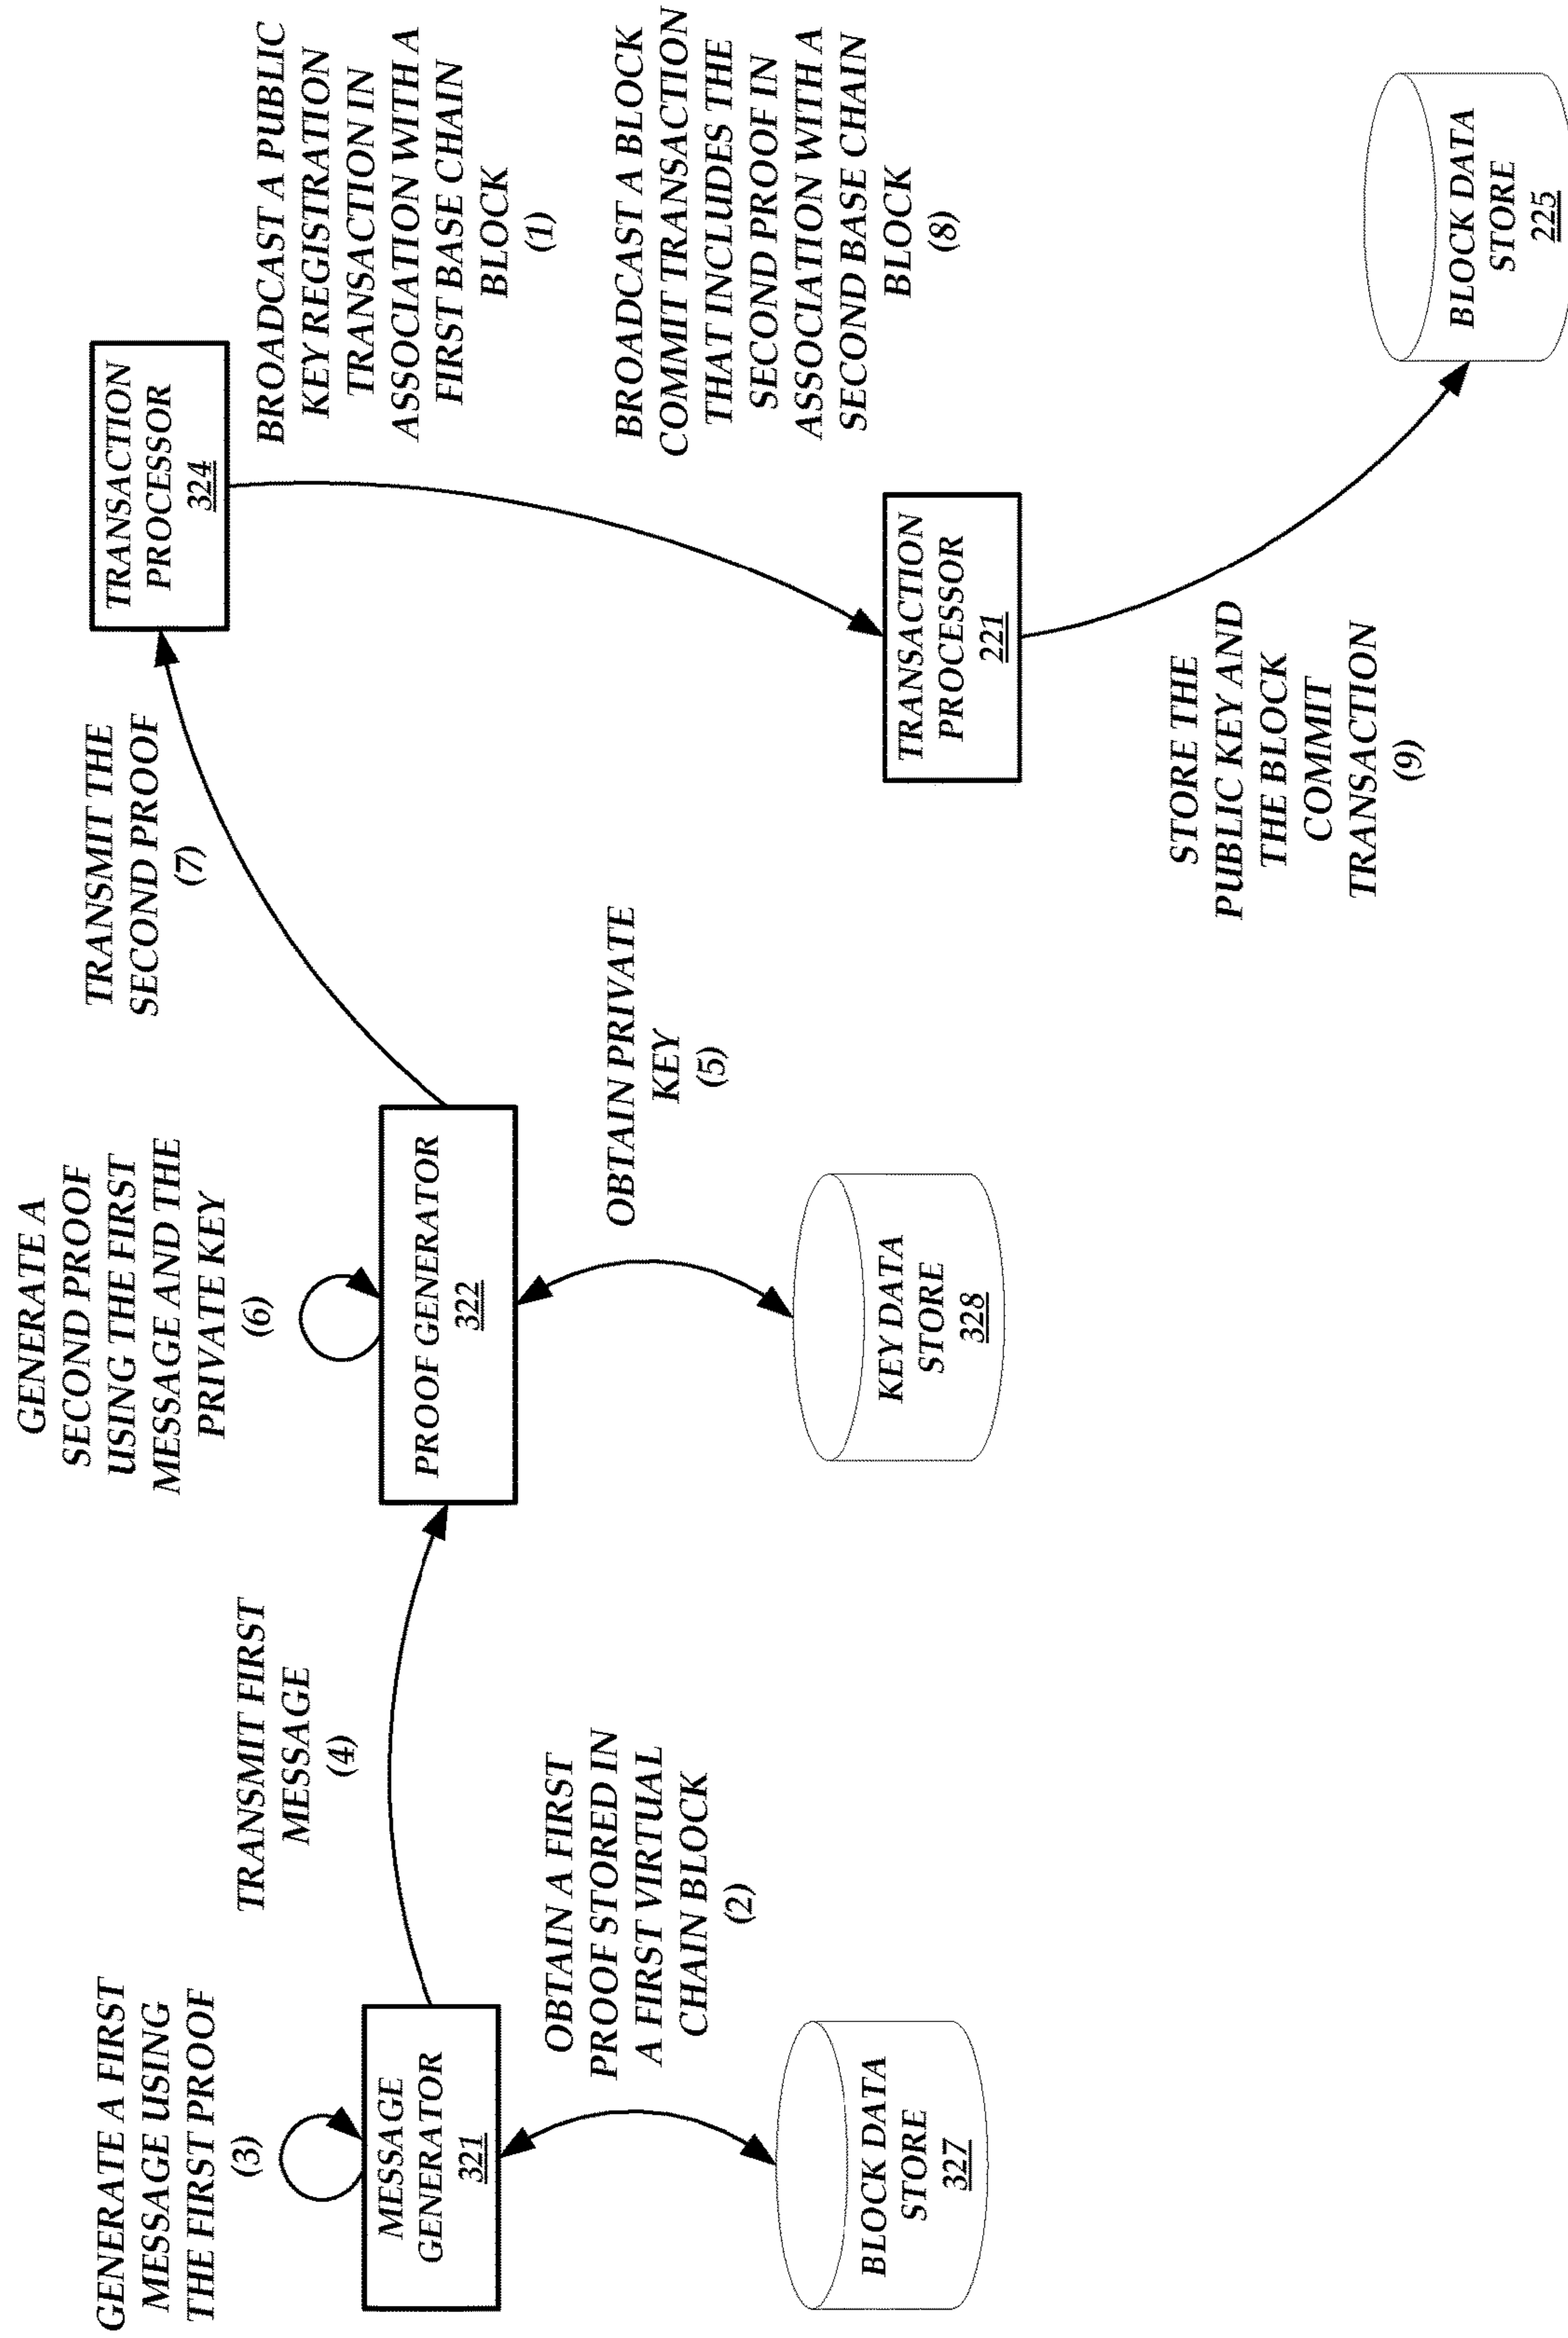 GENERATE A FIRST
MESSAGE USING
THE FIRST PROOF
(3)
MESSAGE
GENERATOR
321
OBTAIN A FIRST
PROOF STORED IN
A FIRST VIRTUAL
CHAIN BLOCK
(2)
BLOCK DATA
STORE
327
TRANSMIT FIRST
MESSAGE
(4)
GENERATE A
SECOND PROOF
USING THE FIRST
MESSAGE AND THE
PRIVATE KEY
(6)
PROOF GENERATOR
322
OBTAIN PRIVATE
KEY
(5)
KEY DATA
STORE
328
TRANSMIT THE
SECOND PROOF
(7)
TRANSACTION
PROCESSOR
324
BROADCAST A PUBLIC
KEY REGISTRATION
TRANSACTION IN
ASSOCIATION WITH A
FIRST BASE CHAIN
BLOCK
(1)
BROADCAST A BLOCK
COMMIT TRANSACTION
THAT INCLUDES THE
SECOND PROOF IN
ASSOCIATION WITH A
SECOND BASE CHAIN
BLOCK
(8)
TRANSACTION
PROCESSOR
221
STORE THE
PUBLIC KEY AND
THE BLOCK
COMMIT
TRANSACTION
(9)
BLOCK DATA
STORE
225